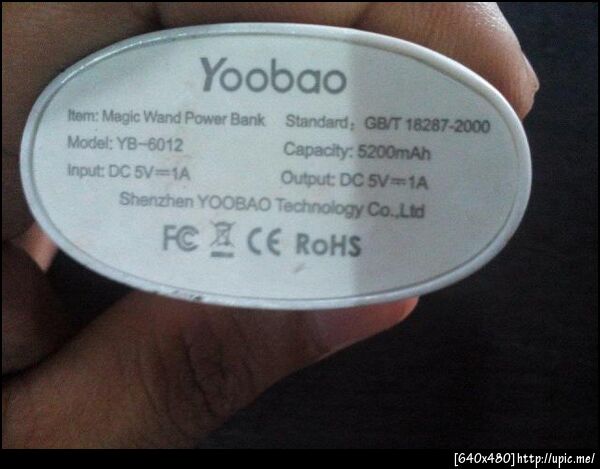 Yoobao
Item: Magic Wand Power Bank Standard: GB/T 18287-2000
Model: YB-6012 Capacity: 5200mAh
Input: DC 5V⎓1A Output: DC 5V⎓1A
Shenzhen YOOBAO Technology Co.,Ltd
FC CE RoHS
[640x480]http://upic.me/